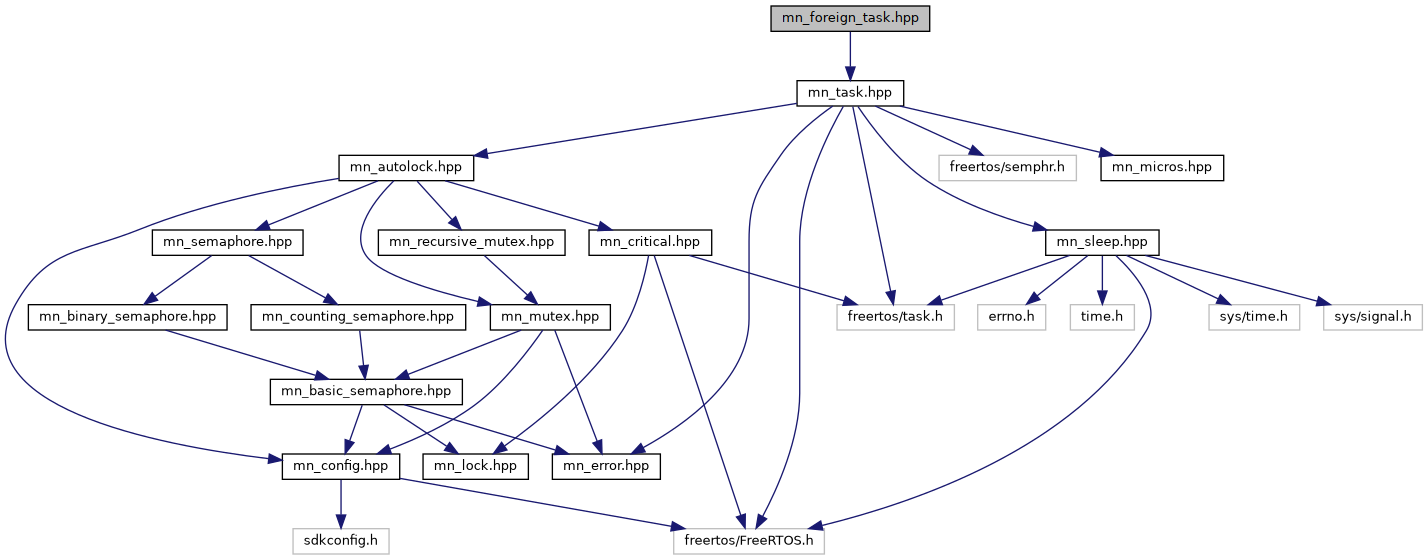 mn_foreign_task.hpp
mn_task.hpp
mn_autolock.hpp
freertos/semphr.h
mn_micros.hpp
mn_semaphore.hpp
mn_recursive_mutex.hpp
mn_critical.hpp
mn_sleep.hpp
mn_binary_semaphore.hpp
mn_counting_semaphore.hpp
mn_mutex.hpp
freertos/task.h
errno.h
time.h
sys/time.h
sys/signal.h
mn_basic_semaphore.hpp
mn_config.hpp
mn_lock.hpp
mn_error.hpp
sdkconfig.h
freertos/FreeRTOS.h